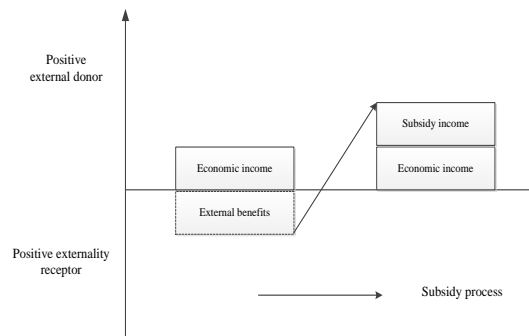 Positive
external donor
Subsidy income
Economic income
Economic income
External benefits
Positive externality
receptor
Subsidy process